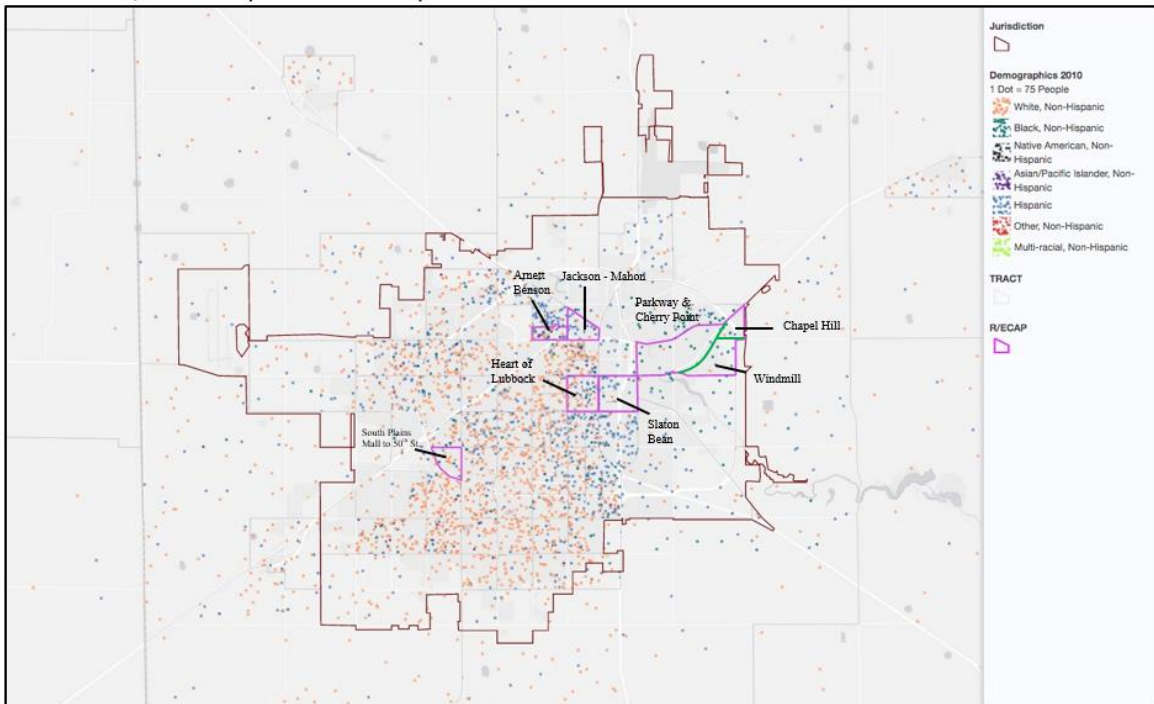 Arnett
Benson
Jackson - Mahon
Parkway &
Cherry Point
Chapel Hill
Heart of
Lubbock
Windmill
Slaton
Bean
South Plains
Mall to 50th St.
Jurisdiction
Demographics 2010
1 Dot = 75 People
White, Non-Hispanic
Black, Non-Hispanic
Native American, Non-
Hispanic
Asian/Pacific Islander, Non-
Hispanic
Hispanic
Other, Non-Hispanic
Multi-racial, Non-Hispanic
TRACT
R/ECAP